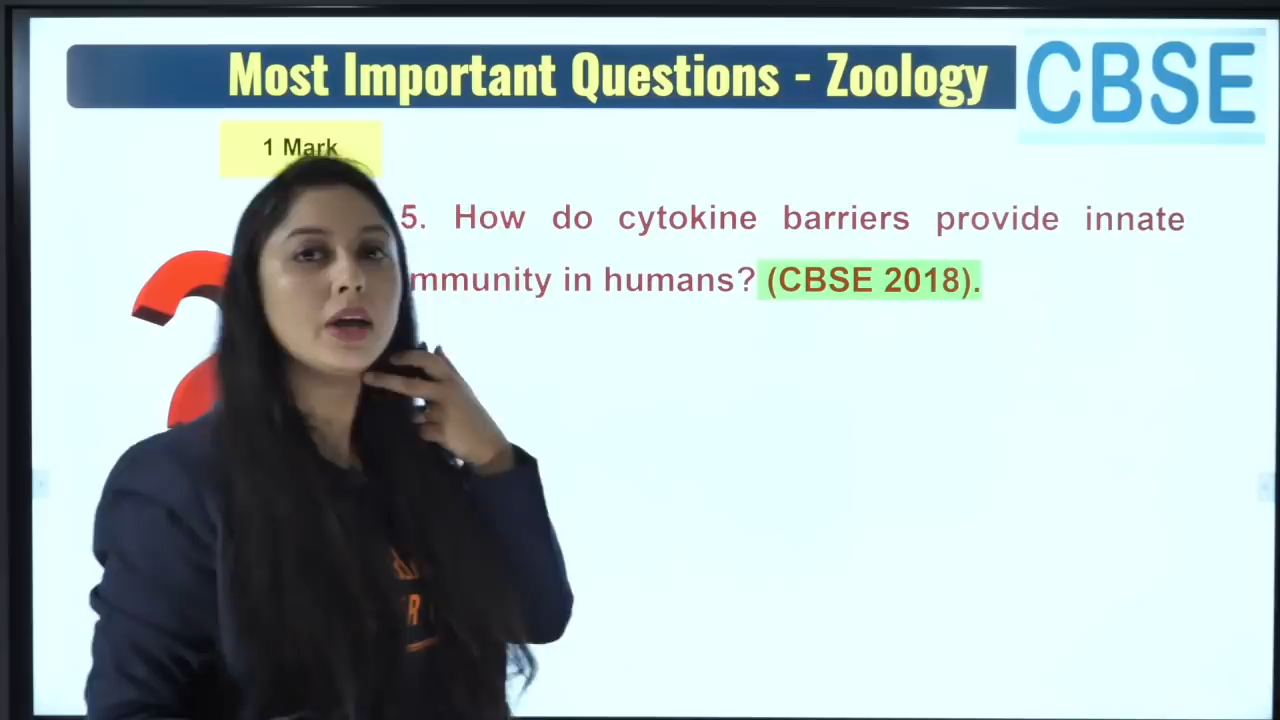 Most Important Questions - Zoology
CBSE
1 Mark
5. How do cytokine barriers provide innate
mmunity in humans? (CBSE 2018).